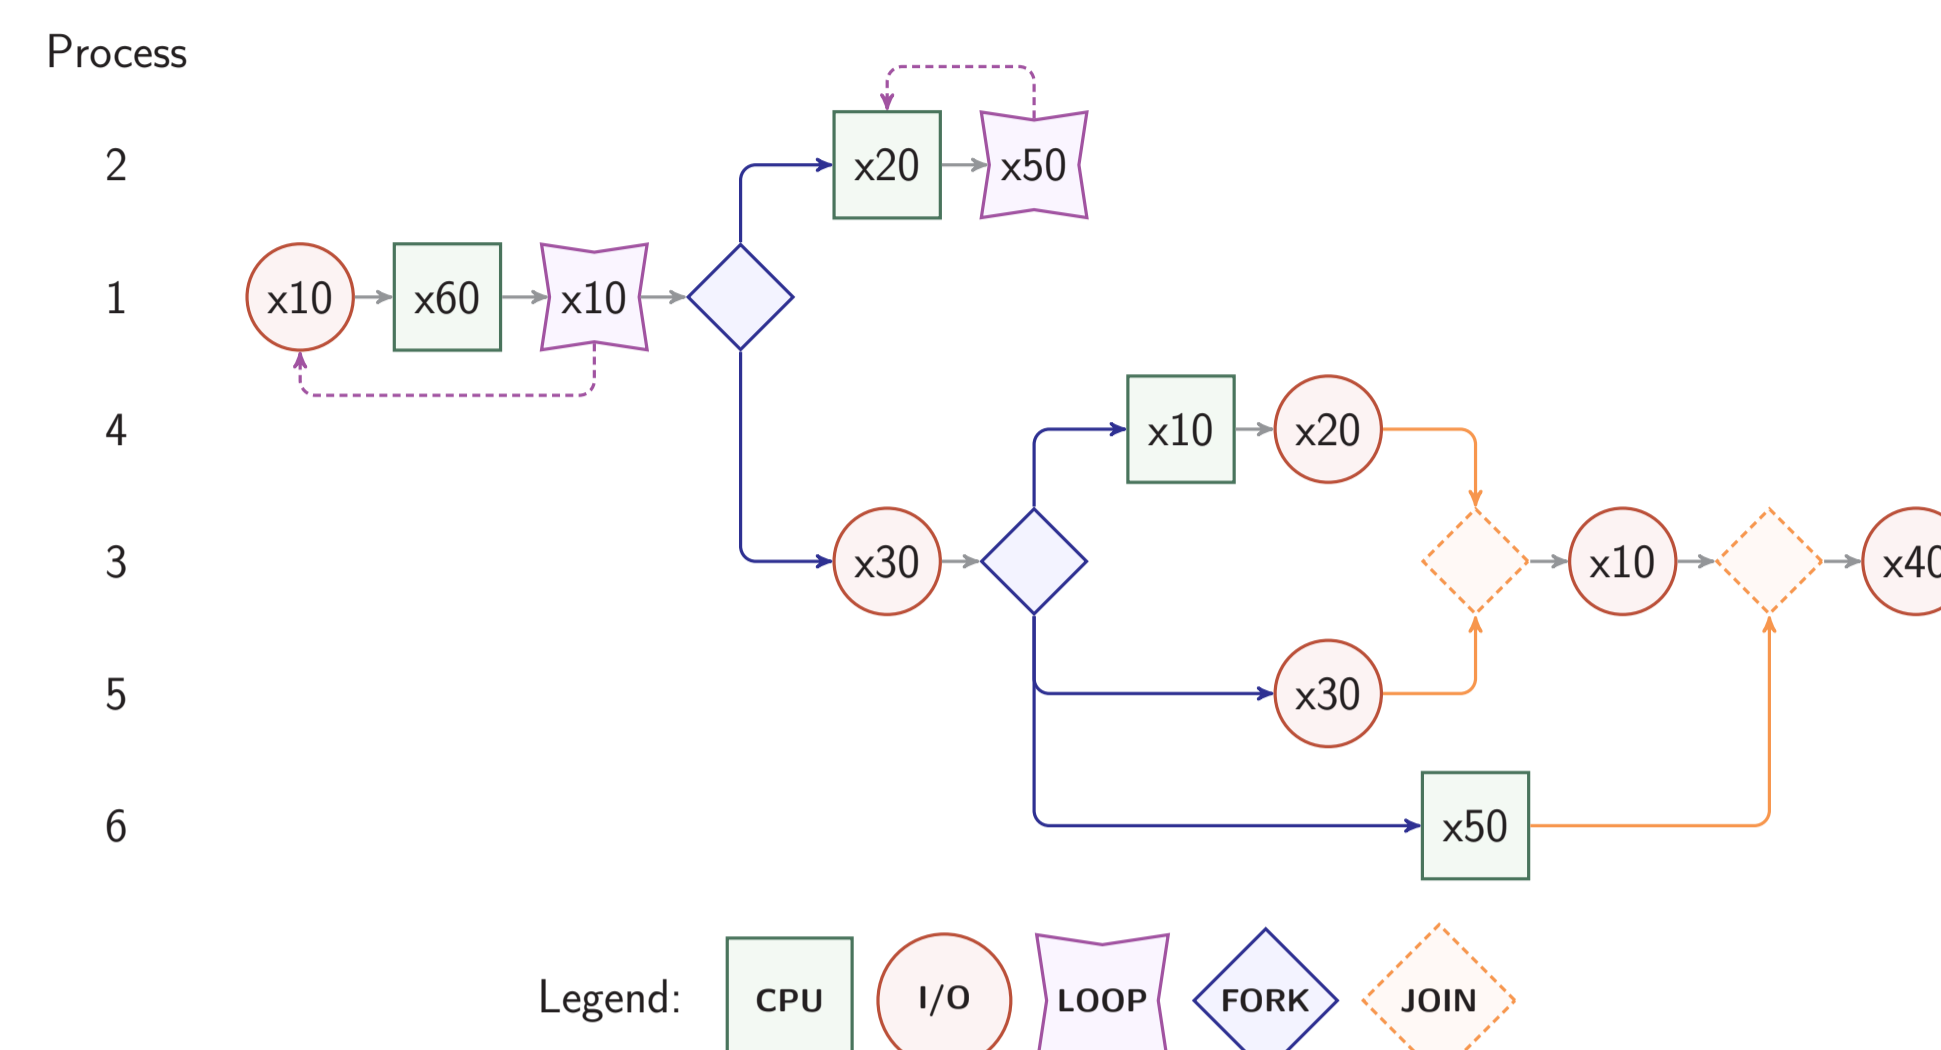 Process
2 x20 x50
1 x10 x60 x10
4 x10 x20
3 x30 x10 x40
5 x30
6 x50
Legend: CPU I/O LOOP FORK JOIN